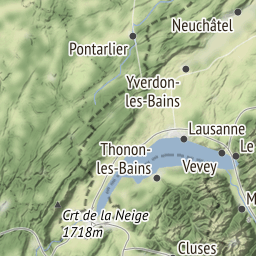 Neuchâtel
Pontarlier
Yverdon-
les-Bains
Lausanne
Le
Thonon-
les-Bains
Vevey
Crt de la Neige
1718m
M
Cluses